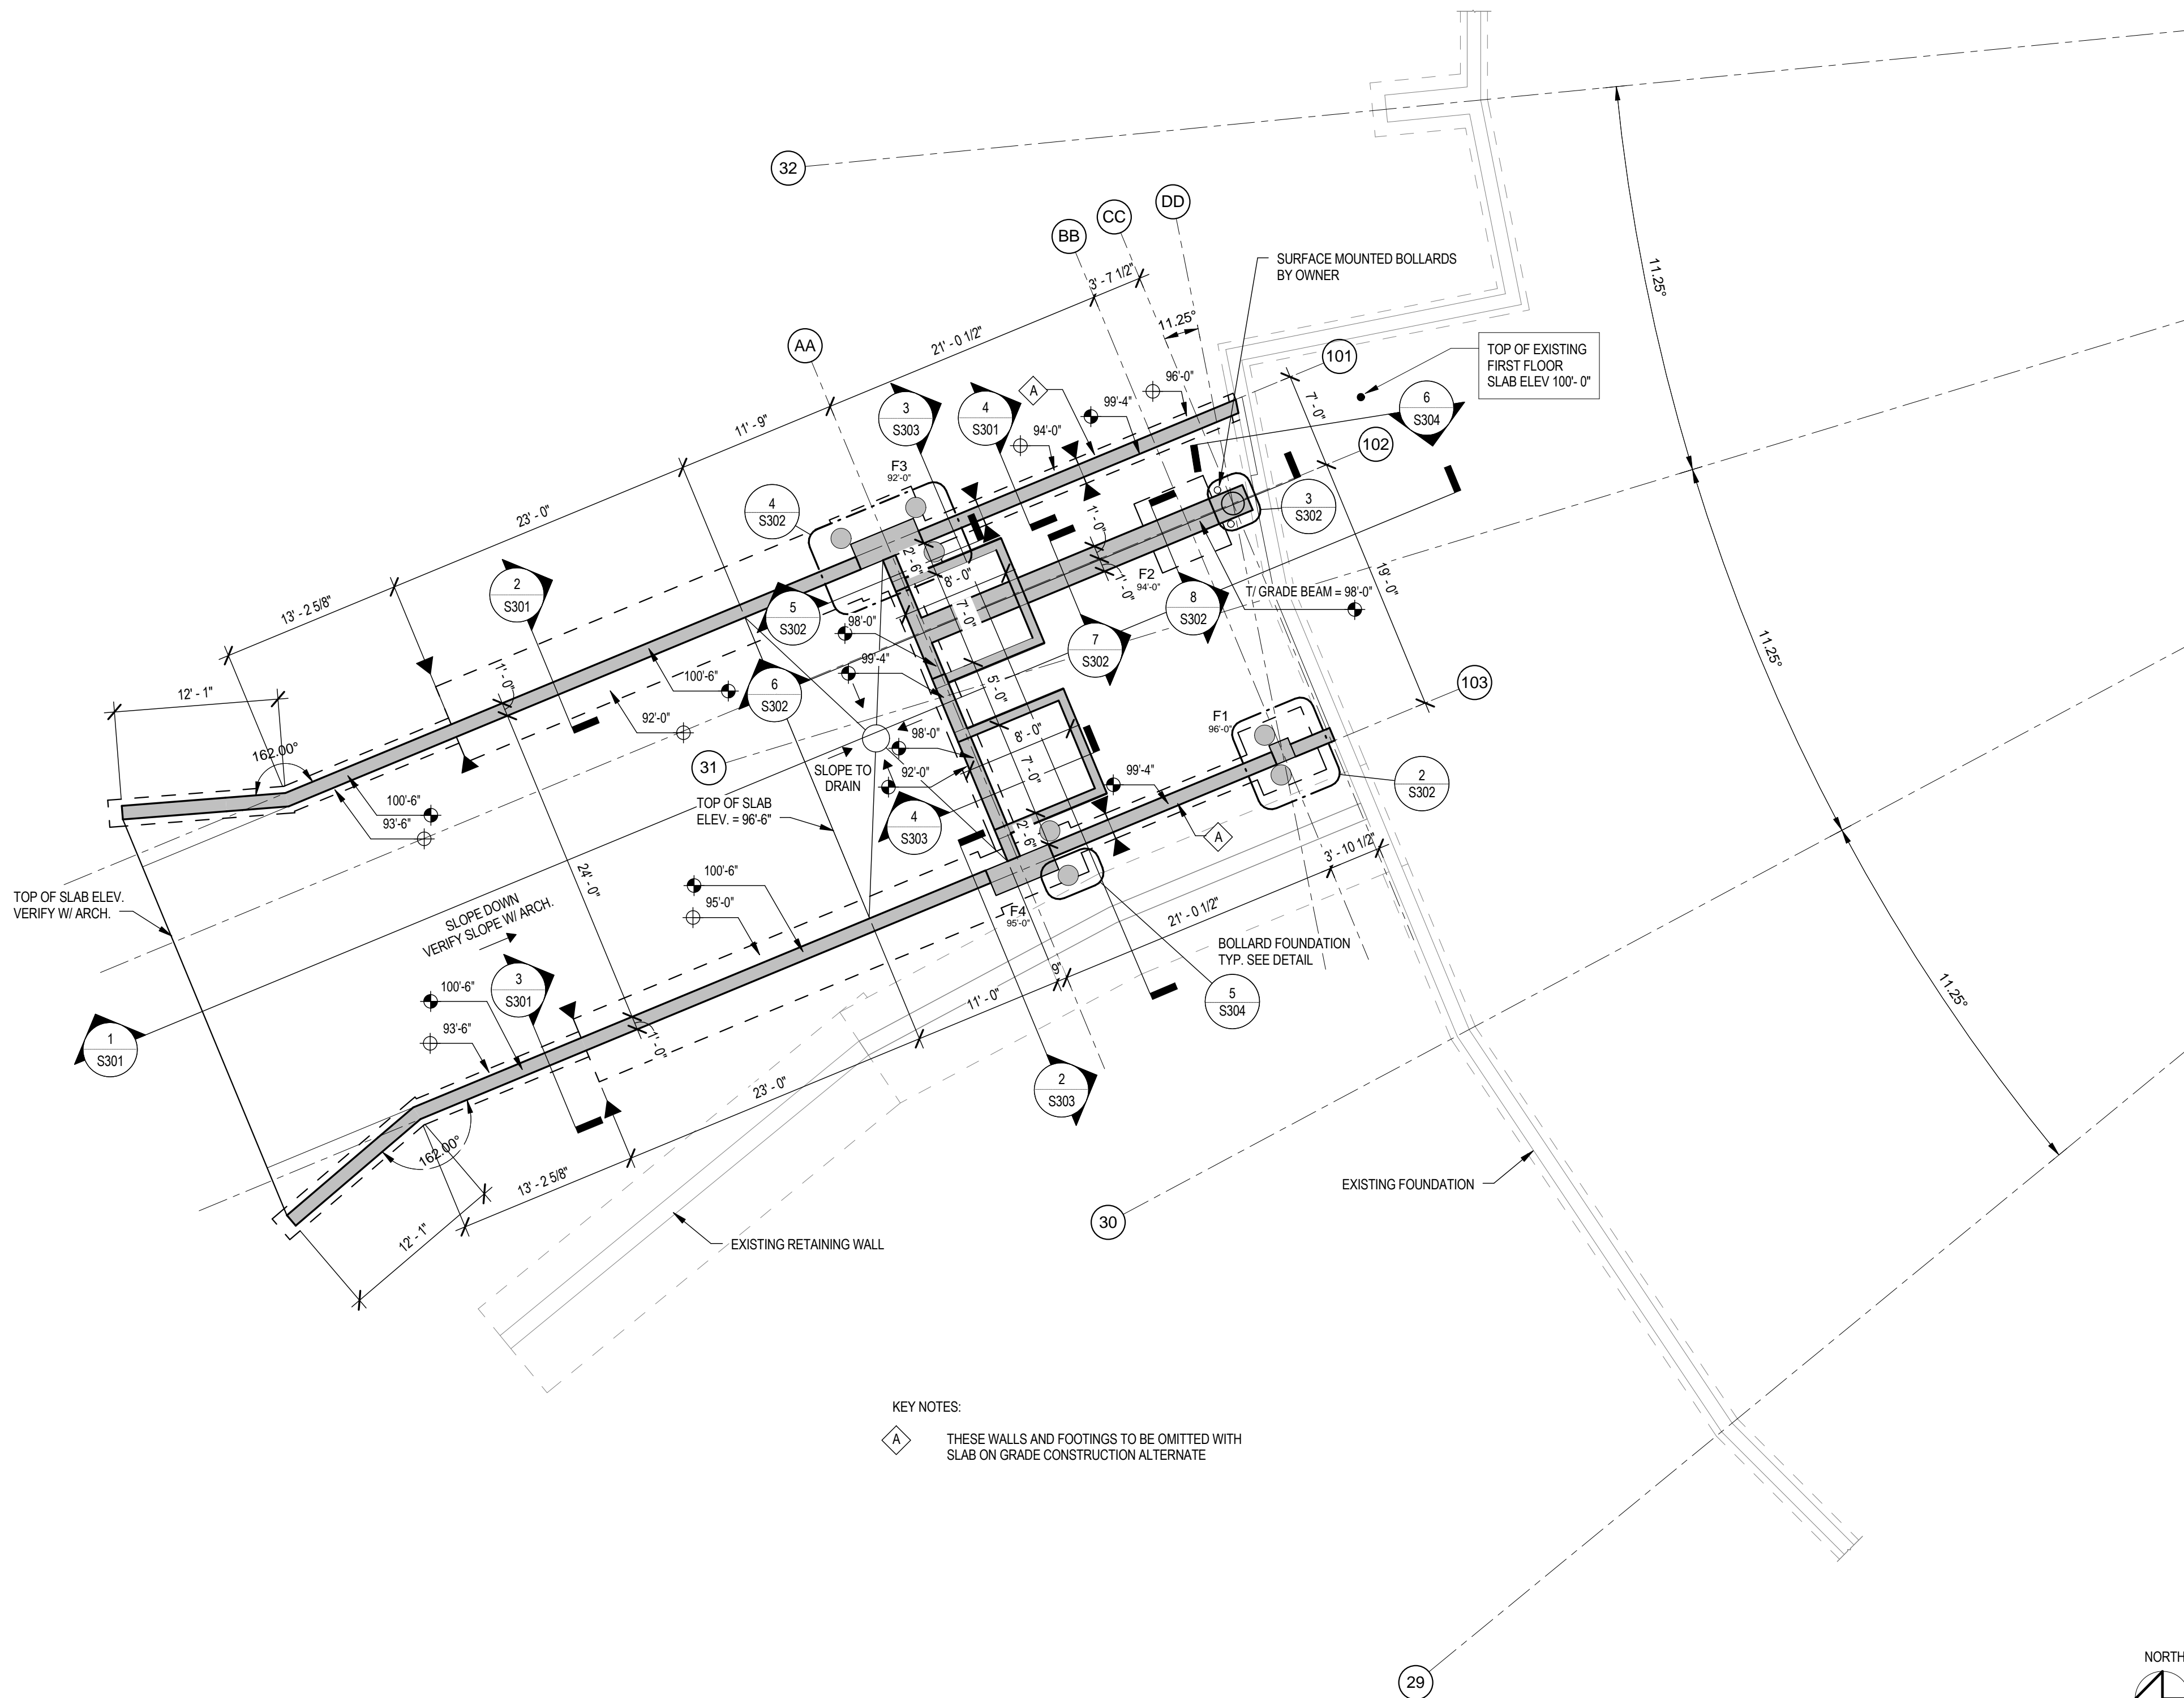 32
BB
CC
DD
SURFACE MOUNTED BOLLARDS
BY OWNER
3' - 7 1/2"
11.25°
11.25°
21' - 0 1/2"
AA
101
TOP OF EXISTING
FIRST FLOOR
SLAB ELEV 100'- 0"
96'-0"
A
99'-4"
94'-0"
3
S303
4
S301
6
S304
7' - 0"
102
11' - 9"
F3
92'-0"
4
S302
3
S302
23' - 0"
1' - 0"
1' - 0"
F2
94'-0"
T/ GRADE BEAM = 98'-0"
19' - 0"
2' - 6"
8' - 0"
7' - 0"
2
S301
5
S302
8
S302
7
S302
13' - 2 5/8"
98'-0"
99'-4"
6
S302
1' - 0"
100'-6"
92'-0"
12' - 1"
5' - 0"
103
11.25°
F1
96'-0"
162.00°
31
98'-0"
92'-0"
8' - 0"
7' - 0"
SLOPE TO
DRAIN
TOP OF SLAB
ELEV. = 96'-6"
99'-4"
2
S302
100'-6"
93'-6"
4
S303
2' - 6"
A
3' - 10 1/2"
24' - 0"
100'-6"
95'-0"
TOP OF SLAB ELEV.
VERIFY W/ ARCH.
SLOPE DOWN
VERIFY SLOPE W/ ARCH.
F4
95'-0"
21' - 0 1/2"
BOLLARD FOUNDATION
TYP. SEE DETAIL
9"
11' - 0"
5
S304
3
S301
100'-6"
93'-6"
1' - 0"
11.25°
1
S301
2
S303
23' - 0"
162.00°
13' - 2 5/8"
12' - 1"
EXISTING FOUNDATION
30
EXISTING RETAINING WALL
KEY NOTES:
A THESE WALLS AND FOOTINGS TO BE OMITTED WITH
SLAB ON GRADE CONSTRUCTION ALTERNATE
29
NORTH